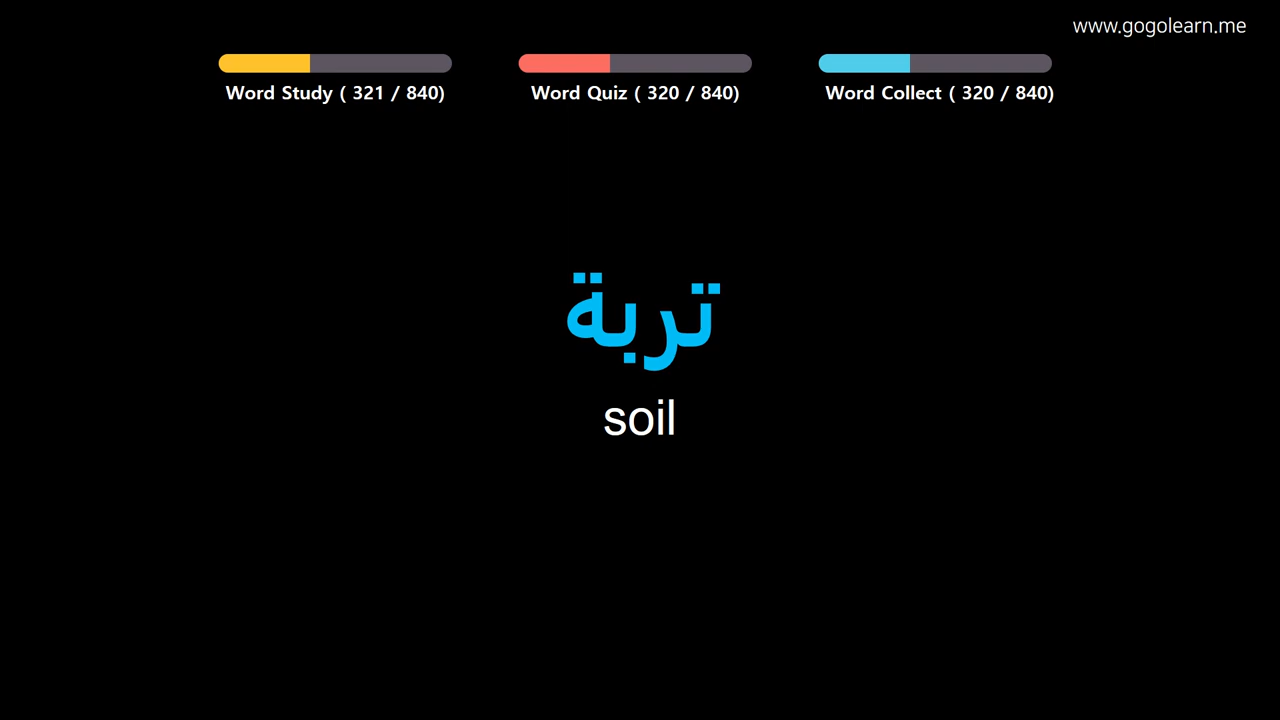 www.gogolearn.me
Word Study ( 321 / 840)
Word Quiz ( 320 / 840)
Word Collect ( 320 / 840)
تربة
soil